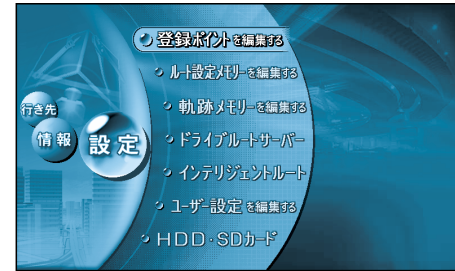 登録ポイントを編集する
ルート設定メモリーを編集する
軌跡メモリーを編集する
行き先
情報
設定
ドライブルートサーバー
インテリジェントルート
ユーザー設定を編集する
HDD・SDカード